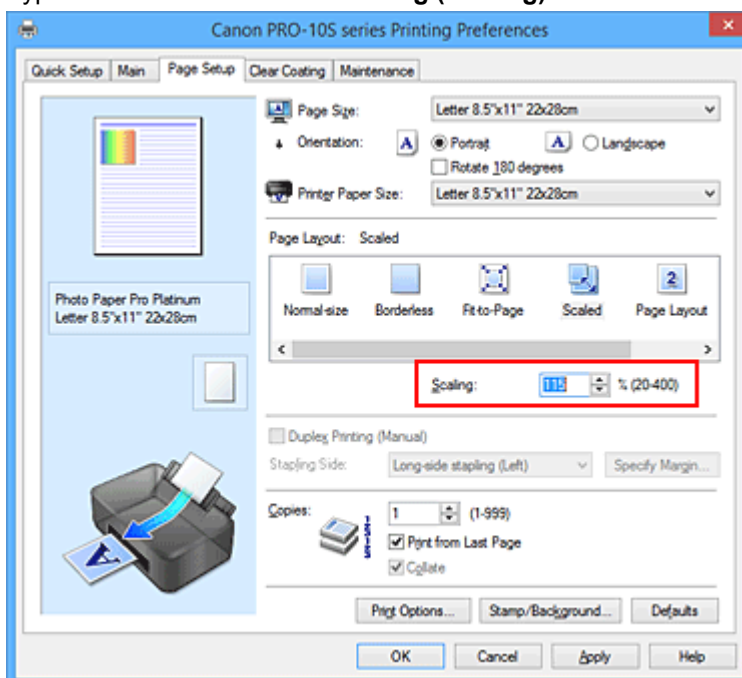 Canon PRO-10S series Printing Preferences
Quick Setup Main Page Setup Clear Coating Maintenance
Page Size: Letter 8.5"x11" 22x28cm
Orientation: A Portrait A Landscape
Rotate 180 degrees
Printer Paper Size: Letter 8.5"x11" 22x28cm
Page Layout: Scaled
Photo Paper Pro Platinum
Letter 8.5"x11" 22x28cm
2
Normal-size Borderless Fit-to-Page Scaled Page Layout
Scaling: 115 % (20-400)
Duplex Printing (Manual)
Stapling Side: Long-side stapling (Left) Specify Margin...
Copies: 1 (1-999)
Print from Last Page
Collate
A
Print Options... Stamp/Background... Defaults
OK Cancel Apply Help